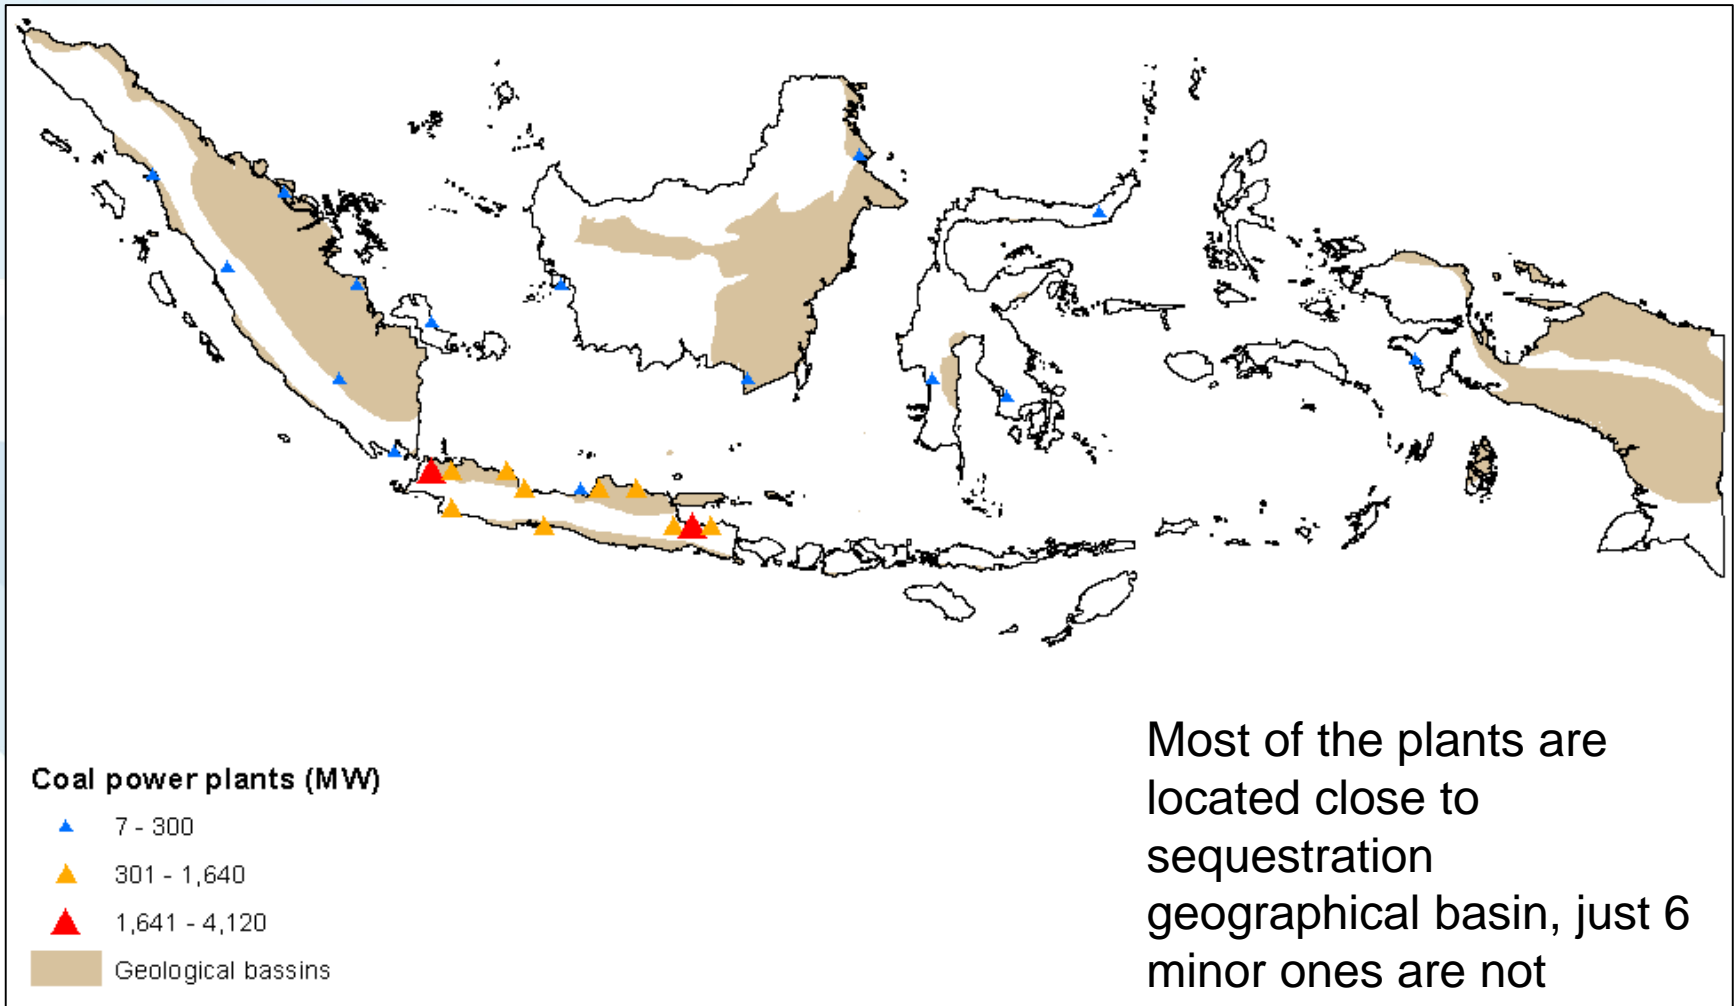 Coal power plants (MW)
7 - 300
301 - 1,640
1,641 - 4,120
Geological bassins
Most of the plants are
located close to
sequestration
geographical basin, just 6
minor ones are not